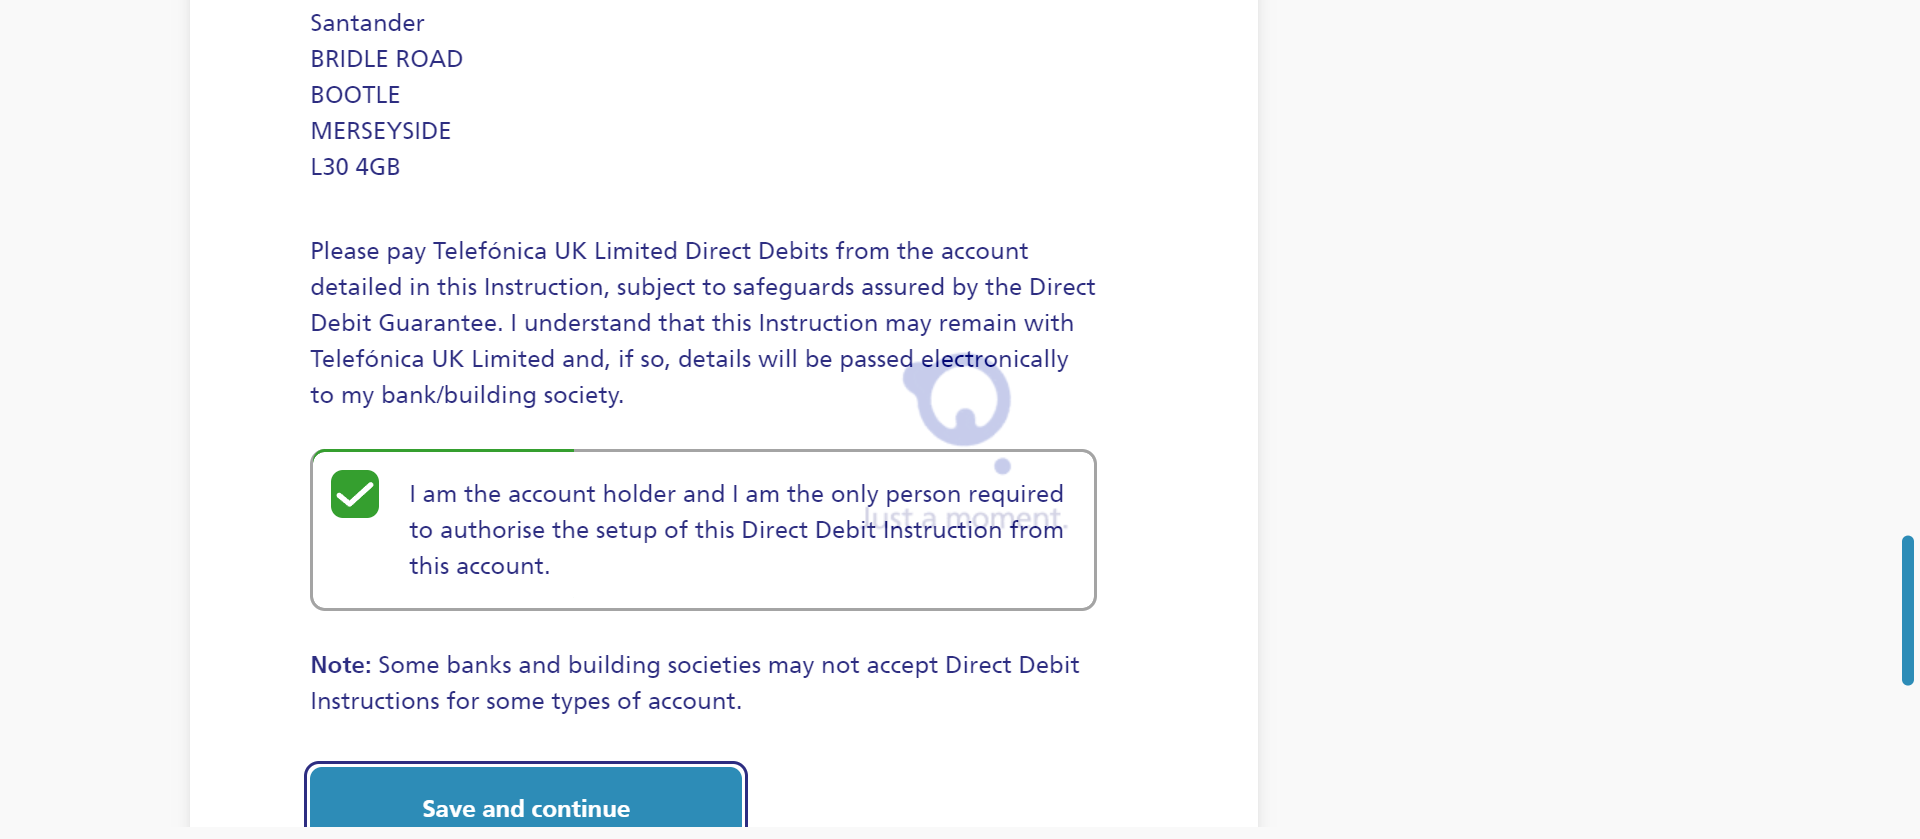 Santander
BRIDLE ROAD
BOOTLE
MERSEYSIDE
L30 4GB
Please pay Telefónica UK Limited Direct Debits from the account
detailed in this Instruction, subject to safeguards assured by the Direct
Debit Guarantee. I understand that this Instruction may remain with
Telefónica UK Limited and, if so, details will be passed electronically
to my bank/building society.
I am the account holder and I am the only person required
Just a moment.
to authorise the setup of this Direct Debit Instruction from
this account.
Note: Some banks and building societies may not accept Direct Debit
Instructions for some types of account.
Save and continue